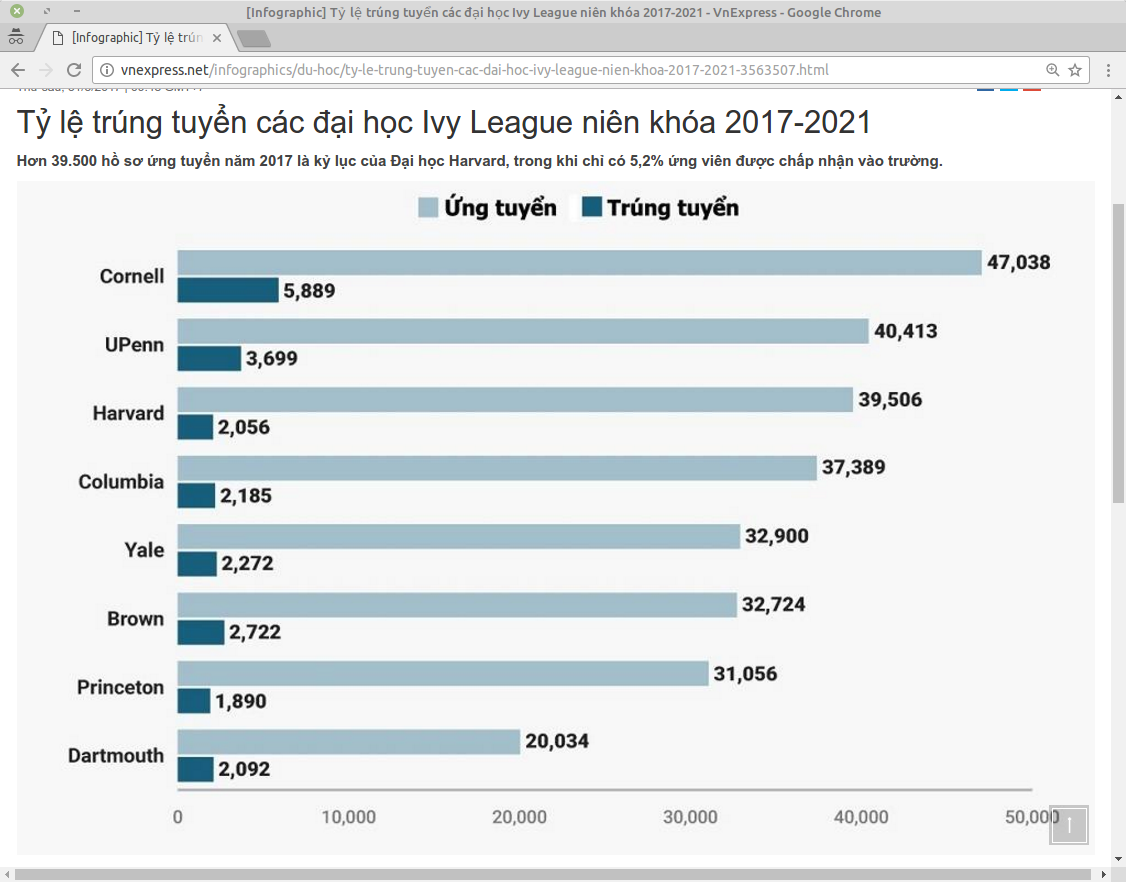 [Infographic] Tỷ lệ trúng tuyển các đại học Ivy League niên khóa 2017-2021 - VnExpress - Google Chrome
[Infographic] Tỷ lệ trún
vnexpress.net/infographics/du-hoc/ty-le-trung-tuyen-cac-dai-hoc-ivy-league-nien-khoa-2017-2021-3563507.html
Tỷ lệ trúng tuyển các đại học Ivy League niên khóa 2017-2021
Hơn 39.500 hồ sơ ứng tuyển năm 2017 là kỷ lục của Đại học Harvard, trong khi chỉ có 5,2% ứng viên được chấp nhận vào trường.
Ứng tuyển Trúng tuyển
47,038
Cornell
5,889
40,413
UPenn
3,699
39,506
Harvard
2,056
37,389
Columbia
2,185
32,900
Yale
2,272
32,724
Brown
2,722
31,056
Princeton
1,890
20,034
Dartmouth
2,092
0 10,000 20,000 30,000 40,000 50,000